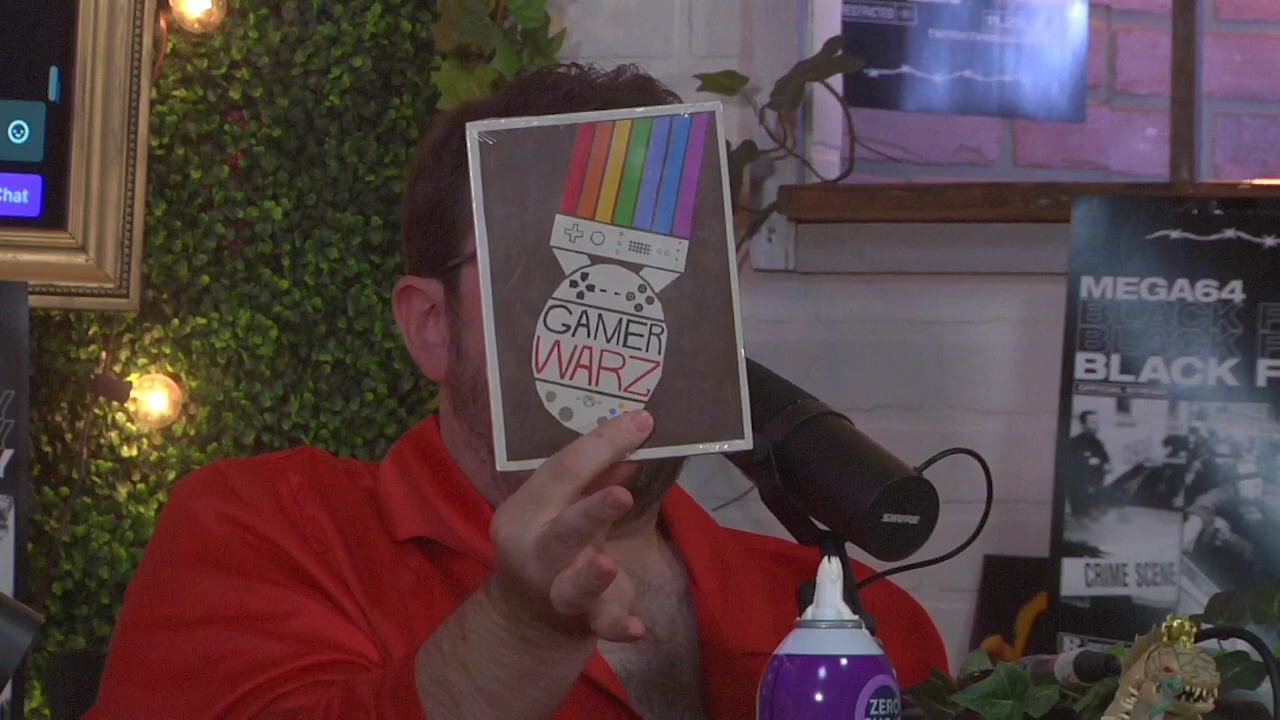 Chat
GAMER
WARZ
SHURE
ZERO
MEGA64
BLACK
BLACK
BLACK F
CRIME SCENE